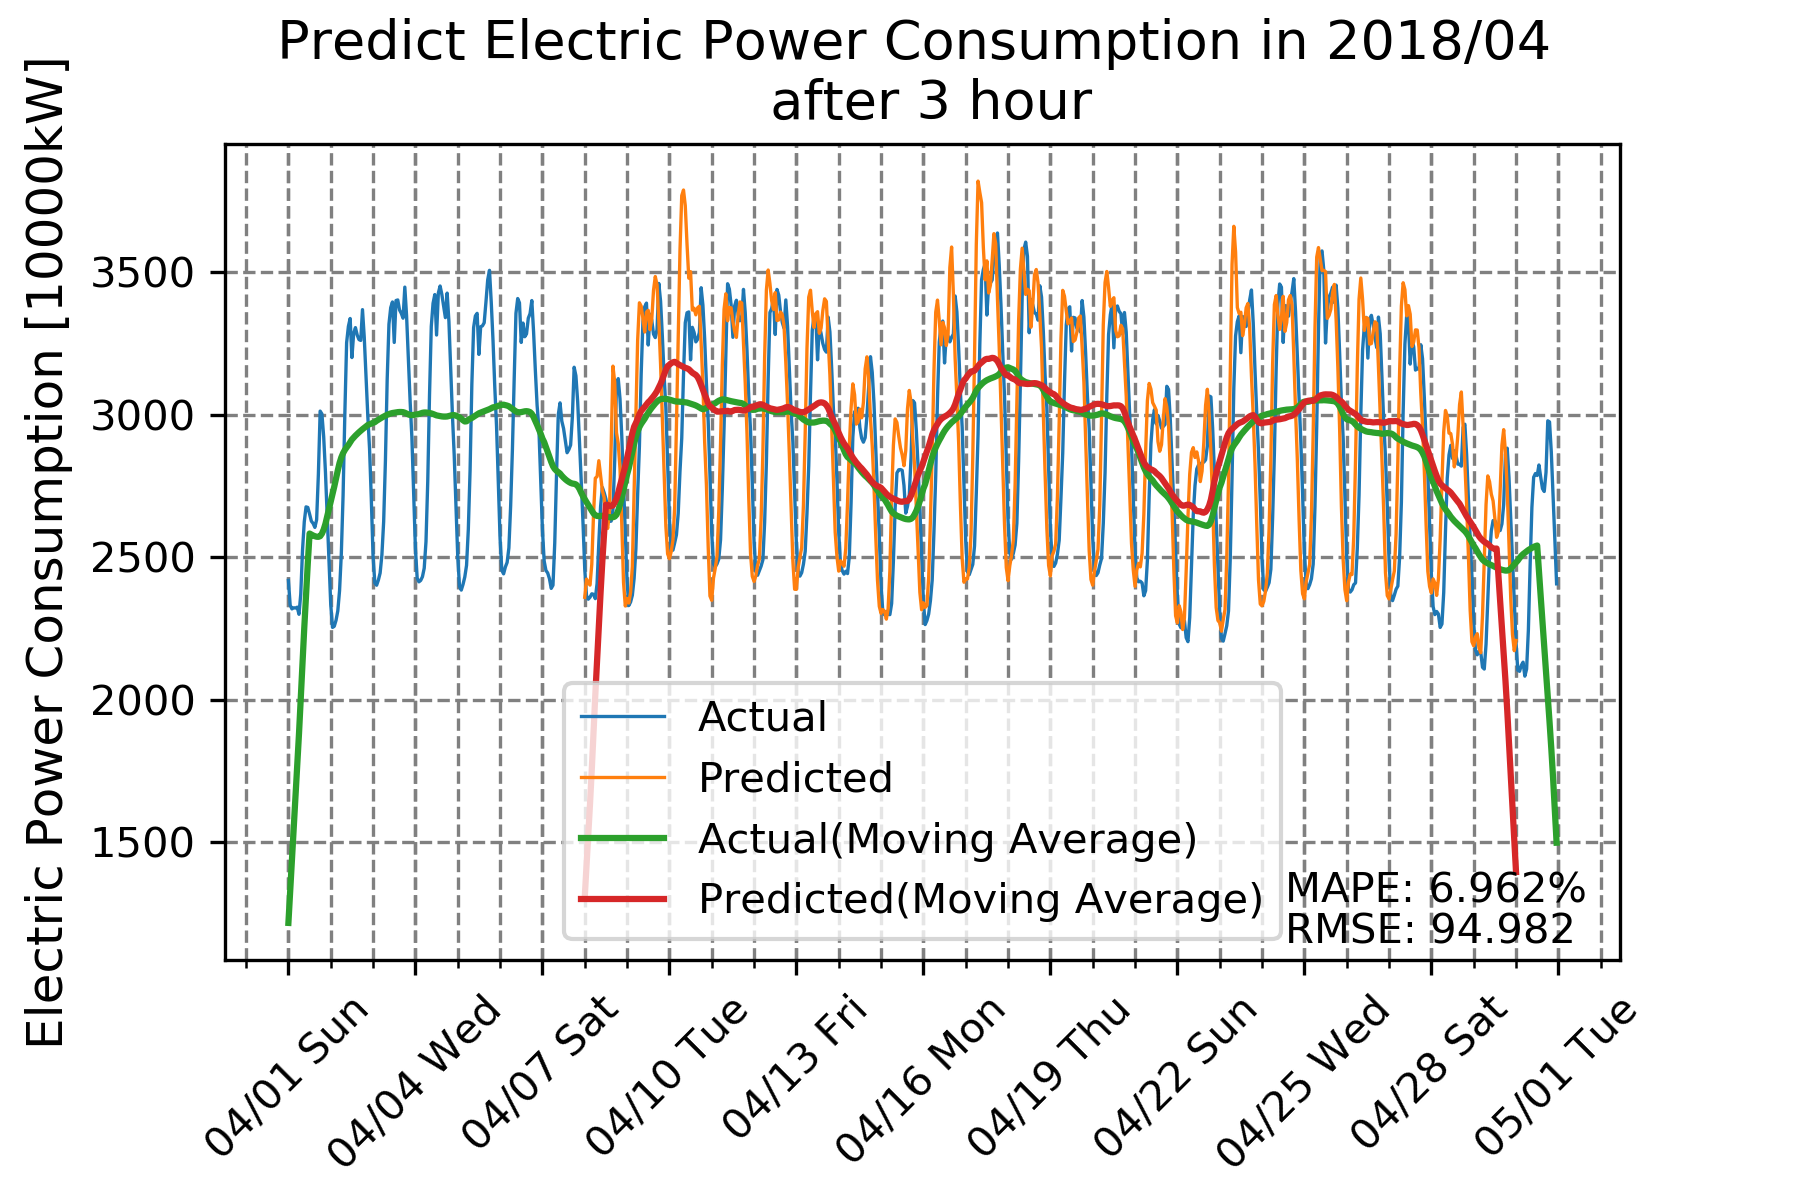 Predict Electric Power Consumption in 2018/04
after 3 hour
Electric Power Consumption [10000kW]
3500
3000
2500
2000
1500
Actual
Predicted
Actual(Moving Average)
Predicted(Moving Average)
MAPE: 6.962%
RMSE: 94.982
04/01 Sun
04/04 Wed
04/07 Sat
04/10 Tue
04/13 Fri
04/16 Mon
04/19 Thu
04/22 Sun
04/25 Wed
04/28 Sat
05/01 Tue